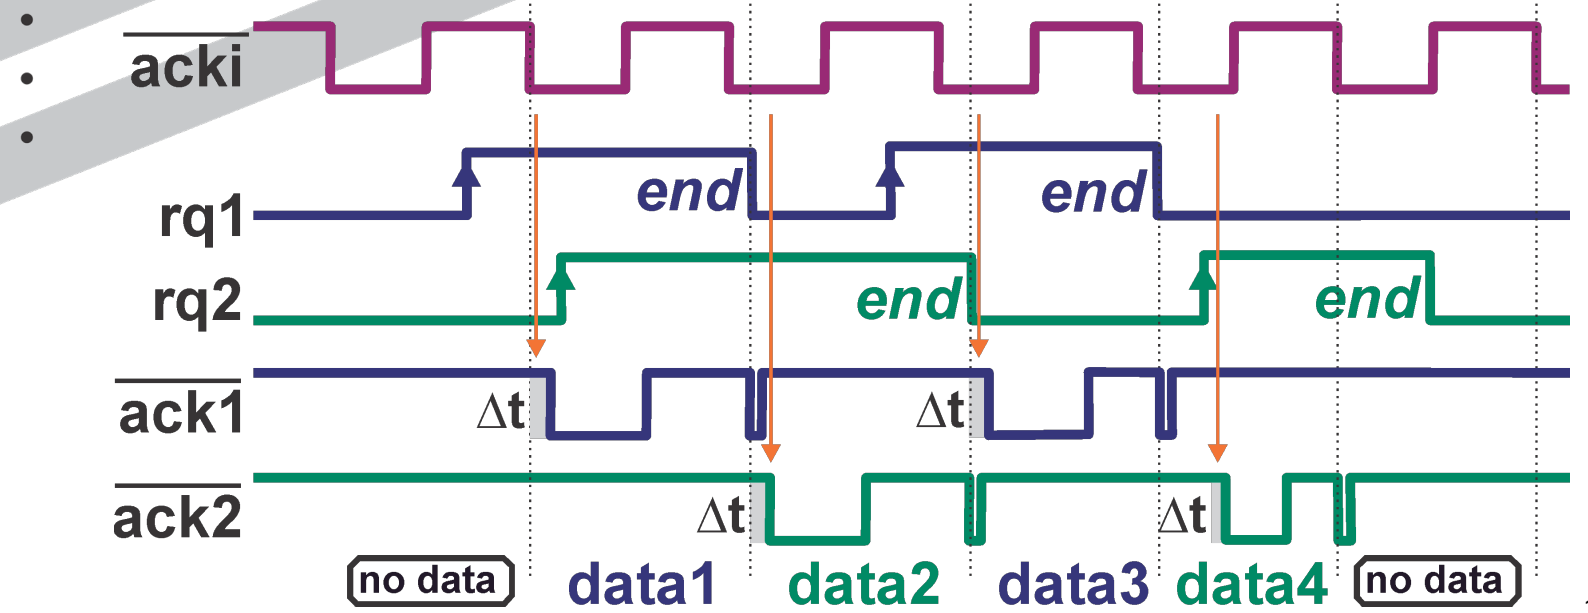 acki
rq1
end
end
rq2
end
end
ack1
Δt
Δt
ack2
Δt
Δt
no data
data1
data2
data3
data4
no data